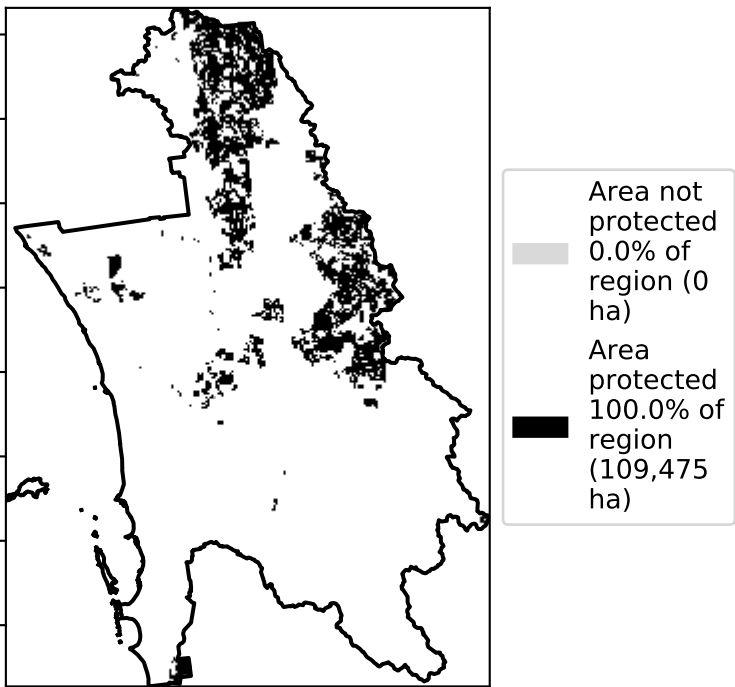 Area not
protected
0.0% of
region (0
ha)
Area
protected
100.0% of
region
(109,475
ha)